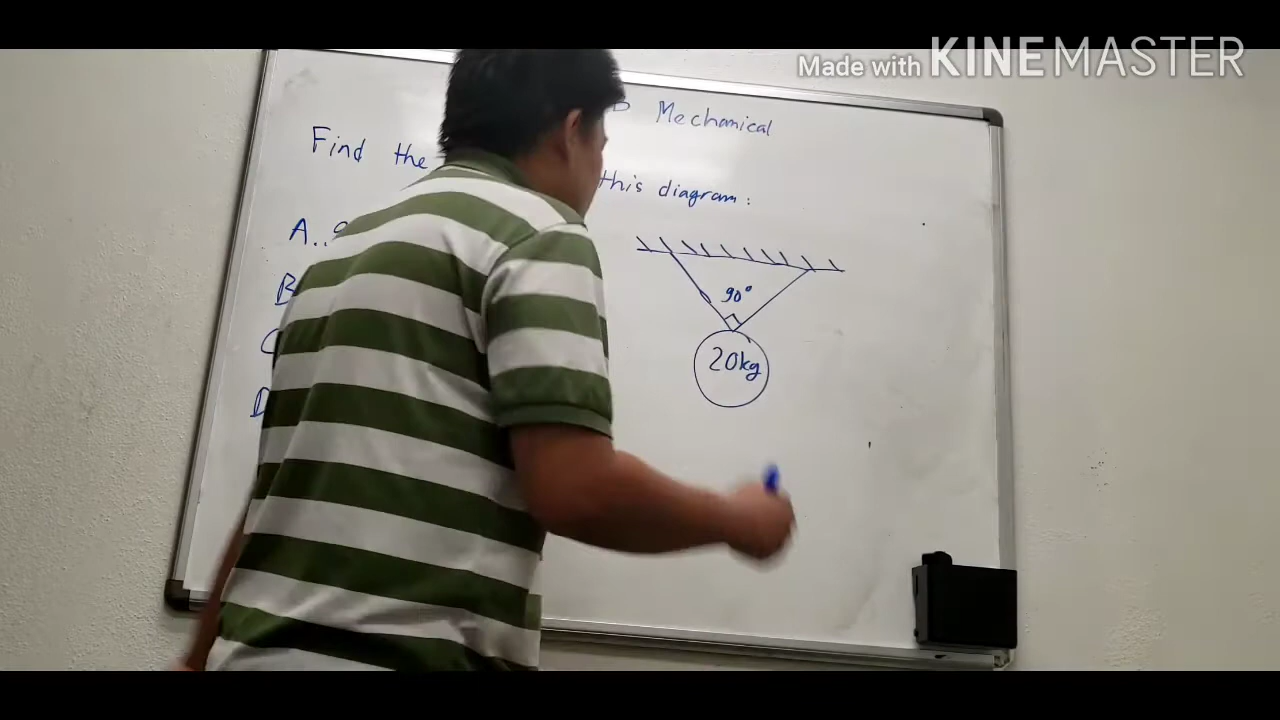 Made with KINEMASTER
Mechanical
Find the this diagram:
A..
B
C
D
90°
20kg